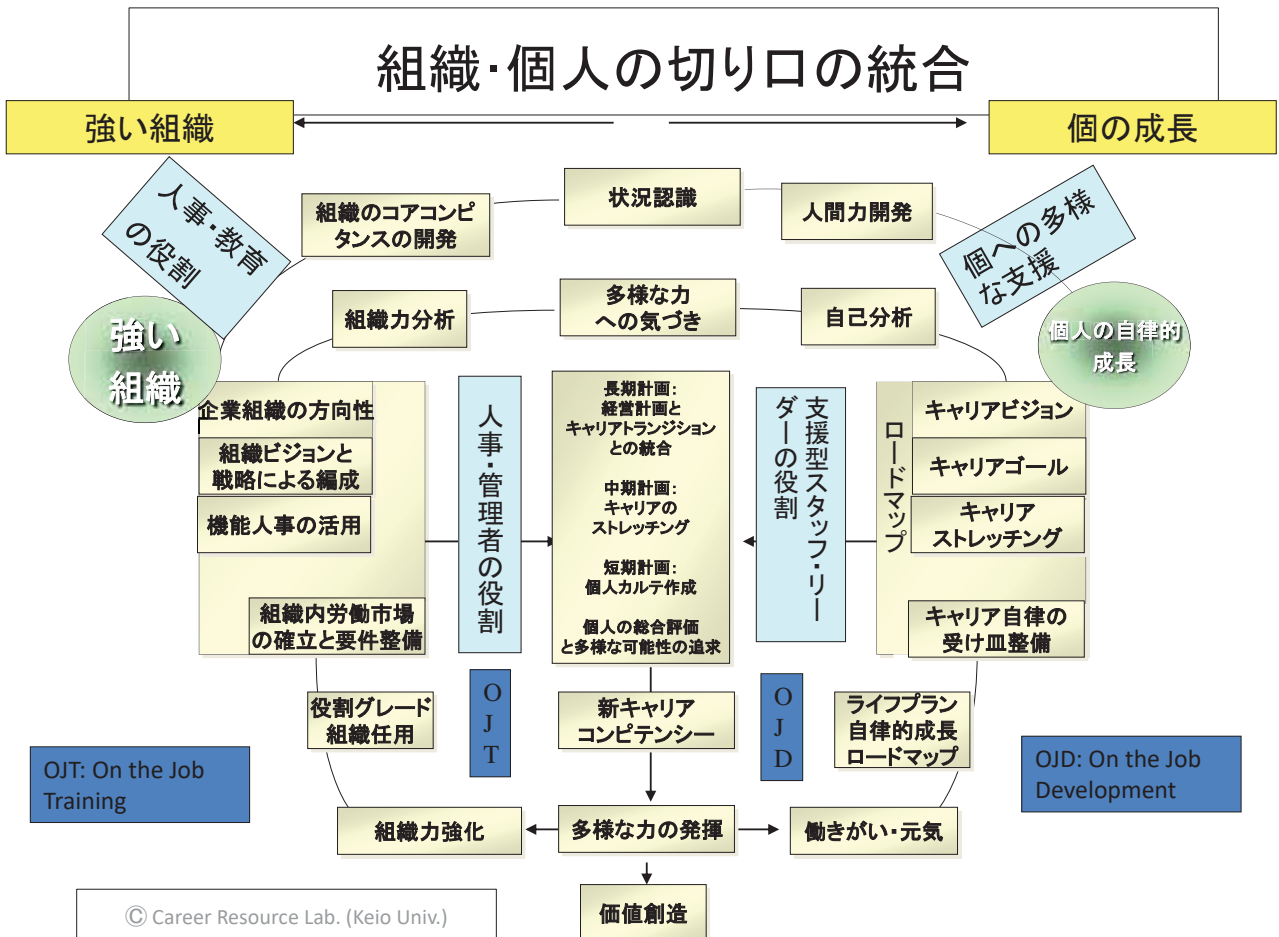 組織・個人の切り口の統合
強い組織
個の成長
人事・教育
の役割
組織のコアコンピ
タンスの開発
状況認識
人間力開発
個への多様
な支援
強い
組織
組織力分析
多様な力
への気づき
自己分析
個人の自律的
成長
企業組織の方向性
組織ビジョンと
戦略による編成
機能人事の活用
組織内労働市場
の確立と要件整備
人事・管理者の役割
長期計画：
経営計画と
キャリアトランジション
との統合
中期計画：
キャリアの
ストレッチング
短期計画：
個人カルテ作成
個人の総合評価
と多様な可能性の追求
支援型スタッフ・リー
ダーの役割
ロードマップ
キャリアビジョン
キャリアゴール
キャリア
ストレッチング
キャリア自律の
受け皿整備
役割グレード
組織任用
OJT
新キャリア
コンピテンシー
OJD
ライフプラン
自律的成長
ロードマップ
OJT: On the Job
Training
OJD: On the Job
Development
組織力強化
多様な力の発揮
働きがい・元気
価値創造
© Career Resource Lab. (Keio Univ.)